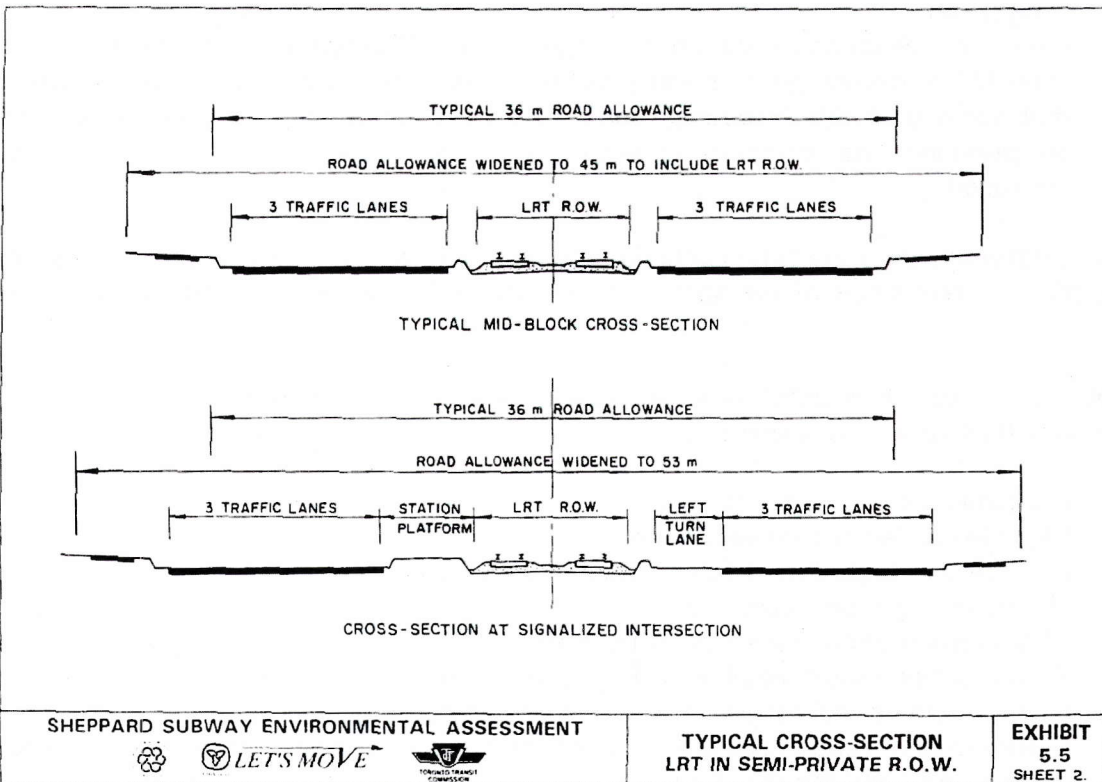 TYPICAL 36 m ROAD ALLOWANCE
ROAD ALLOWANCE WIDENED TO 45 m TO INCLUDE LRT R.O.W.
3 TRAFFIC LANES
LRT R.O.W.
3 TRAFFIC LANES
TYPICAL MID-BLOCK CROSS-SECTION
TYPICAL 36 m ROAD ALLOWANCE
ROAD ALLOWANCE WIDENED TO 53 m
3 TRAFFIC LANES
STATION
PLATFORM
LRT R.O.W.
LEFT
TURN
LANE
3 TRAFFIC LANES
CROSS-SECTION AT SIGNALIZED INTERSECTION
SHEPPARD SUBWAY ENVIRONMENTAL ASSESSMENT
LET'S MOVE
TORONTO TRANSIT
COMMISSION
TYPICAL CROSS-SECTION
LRT IN SEMI-PRIVATE R.O.W.
EXHIBIT
5.5
SHEET 2.